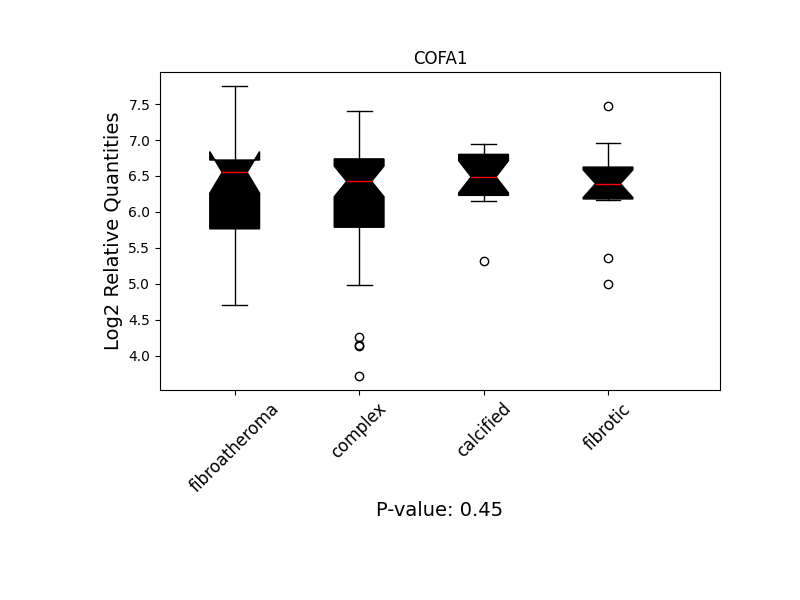 COFA1
Log2 Relative Quantities
7.5
7.0
6.5
6.0
5.5
5.0
4.5
4.0
fibroatheroma
complex
calcified
fibrotic
P-value: 0.45